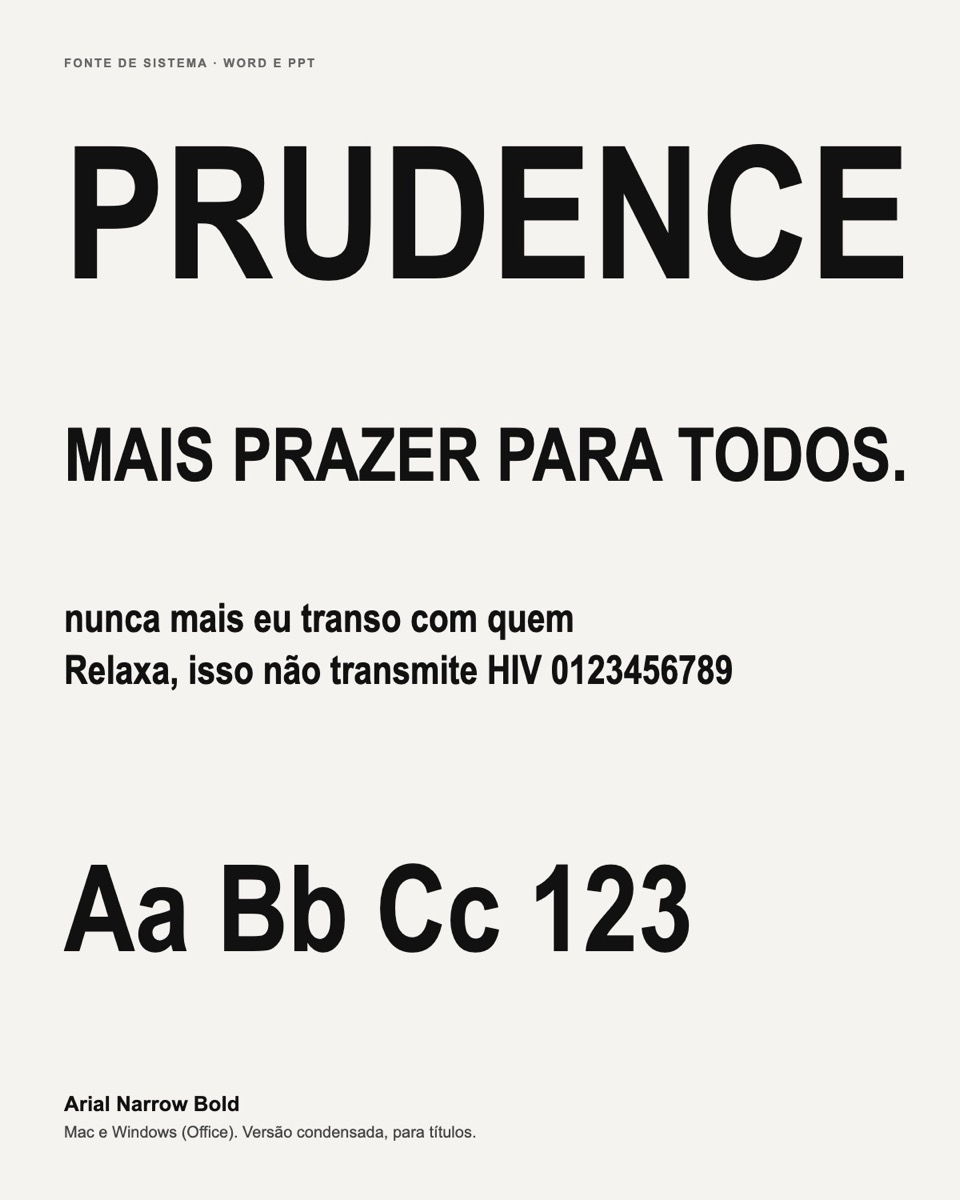 FONTE DE SISTEMA · WORD E PPT
PRUDENCE
MAIS PRAZER PARA TODOS.
nunca mais eu transo com quem
Relaxa, isso não transmite HIV 0123456789
Aa Bb Cc 123
Arial Narrow Bold
Mac e Windows (Office). Versão condensada, para títulos.